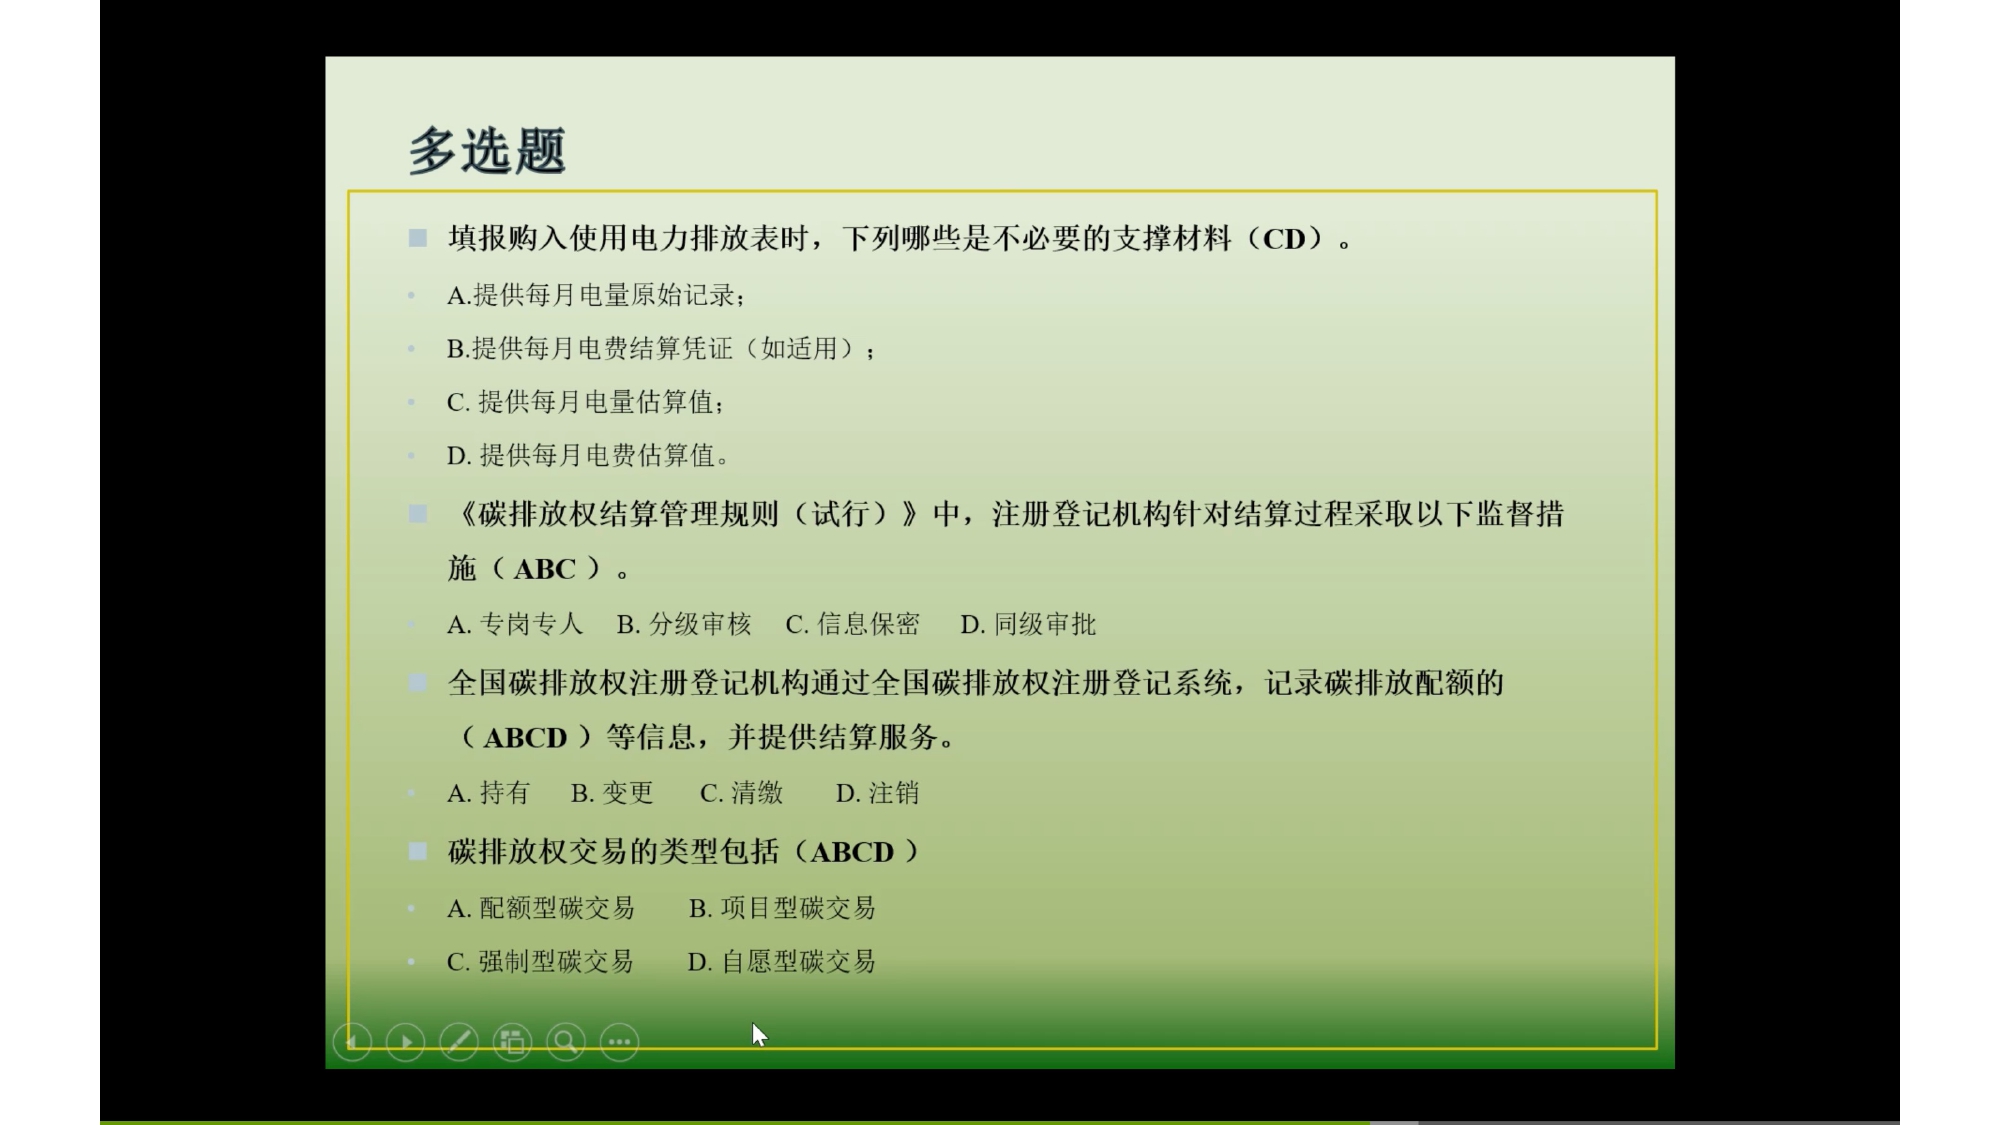 多选题
填报购入使用电力排放表时，下列哪些是不必要的支撑材料（CD）。
A.提供每月电量原始记录；
B.提供每月电费结算凭证（如适用）；
C. 提供每月电量估算值；
D. 提供每月电费估算值。
《碳排放权结算管理规则（试行）》中，注册登记机构针对结算过程采取以下监督措
施（ ABC ）。
A. 专岗专人 B. 分级审核 C. 信息保密 D. 同级审批
全国碳排放权注册登记机构通过全国碳排放权注册登记系统，记录碳排放配额的
（ ABCD ）等信息，并提供结算服务。
A. 持有 B. 变更 C. 清缴 D. 注销
碳排放权交易的类型包括（ABCD ）
A. 配额型碳交易 B. 项目型碳交易
C. 强制型碳交易 D. 自愿型碳交易